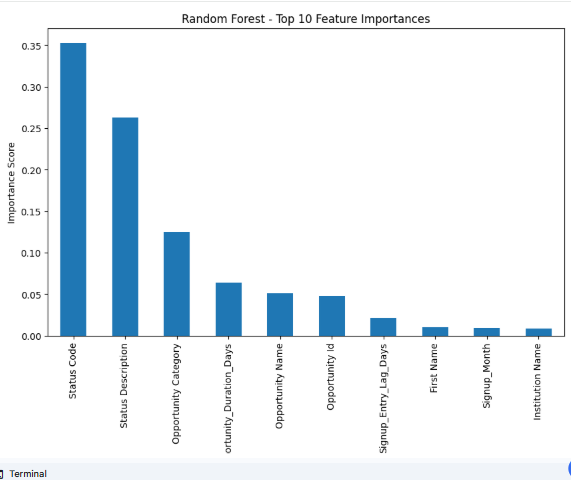 Random Forest - Top 10 Feature Importances
Importance Score
0.35
0.30
0.25
0.20
0.15
0.10
0.05
0.00
Status Code
Status Description
Opportunity Category
ortunity_Duration_Days
Opportunity Name
Opportunity Id
Signup_Entry_Lag_Days
First Name
Signup_Month
Institution Name
Terminal